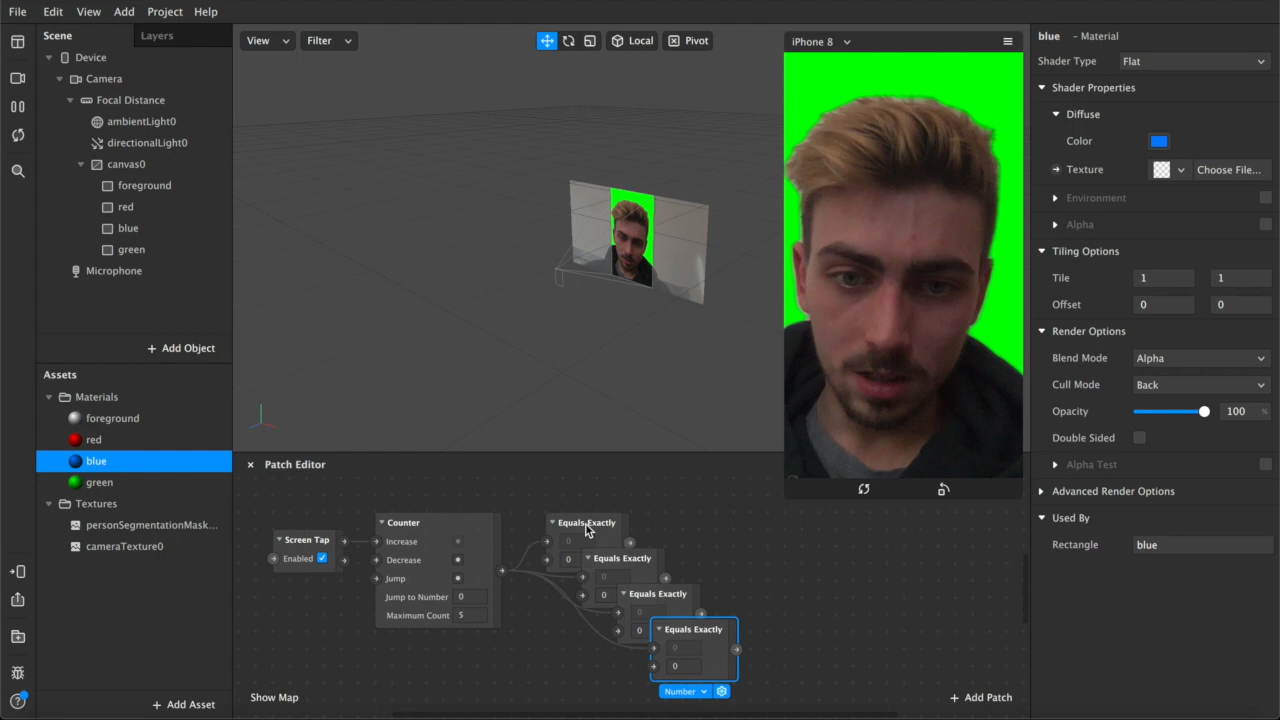 File Edit View Add Project Help
Scene Layers
Device
Camera
Focal Distance
ambientLight0
directionalLight0
canvas0
foreground
red
blue
green
Microphone
+ Add Object
Assets
Materials
foreground
red
blue
green
Textures
personSegmentationMask...
cameraTexture0
+ Add Asset
View Filter Local Pivot
iPhone 8
Patch Editor
Screen Tap
Enabled
Counter
Increase
Decrease
Jump
Jump to Number 0
Maximum Count 5
Equals Exactly
0
0
Equals Exactly
0
0
Equals Exactly
0
0
Equals Exactly
0
0
Number
Show Map
+ Add Patch
blue - Material
Shader Type Flat
Shader Properties
Diffuse
Color
Texture Choose File...
Environment
Alpha
Tiling Options
Tile 1 1
Offset 0 0
Render Options
Blend Mode Alpha
Cull Mode Back
Opacity 100 %
Double Sided
Alpha Test
Advanced Render Options
Used By
Rectangle blue